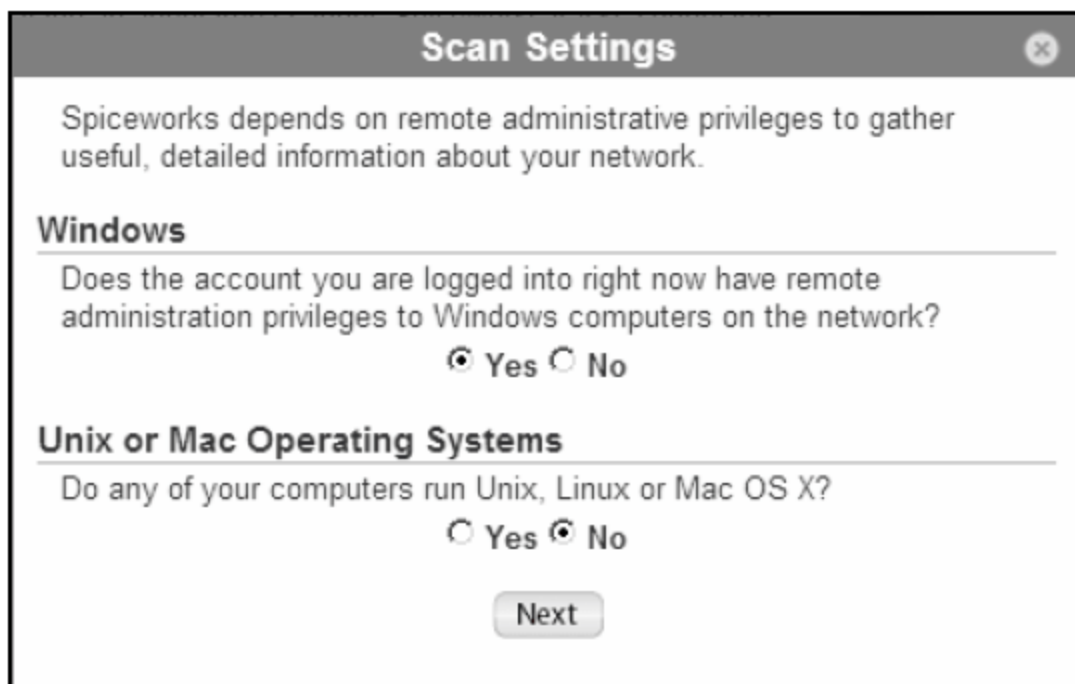 Scan Settings
Spiceworks depends on remote administrative privileges to gather
useful, detailed information about your network.
Windows
Does the account you are logged into right now have remote
administration privileges to Windows computers on the network?
Yes No
Unix or Mac Operating Systems
Do any of your computers run Unix, Linux or Mac OS X?
Yes No
Next